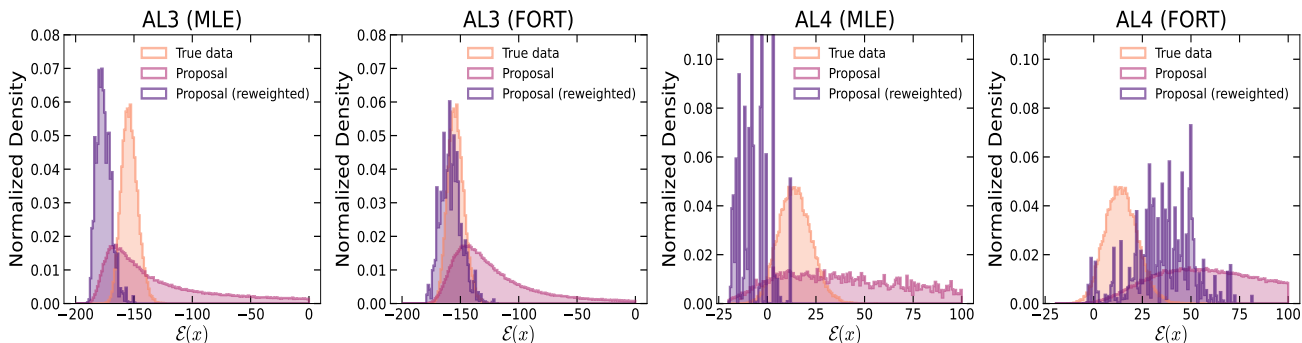 AL3 (MLE)
Normalized Density
0.08
0.07
0.06
0.05
0.04
0.03
0.02
0.01
0.00
True data
Proposal
Proposal (reweighted)
−200 −150 −100 −50 0
ℰ(x)
AL3 (FORT)
Normalized Density
0.08
0.07
0.06
0.05
0.04
0.03
0.02
0.01
0.00
True data
Proposal
Proposal (reweighted)
−200 −150 −100 −50 0
ℰ(x)
AL4 (MLE)
Normalized Density
0.10
0.08
0.06
0.04
0.02
0.00
True data
Proposal
Proposal (reweighted)
−25 0 25 50 75 100
ℰ(x)
AL4 (FORT)
Normalized Density
0.10
0.08
0.06
0.04
0.02
0.00
True data
Proposal
Proposal (reweighted)
−25 0 25 50 75 100
ℰ(x)